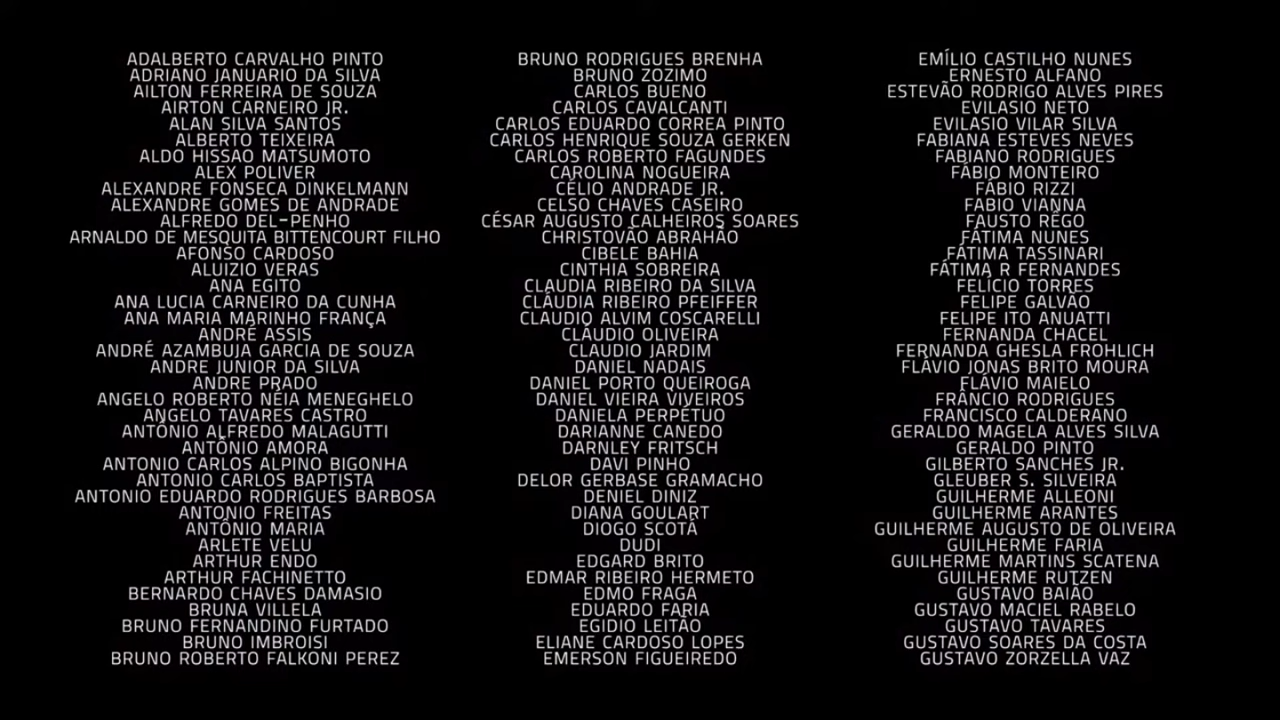 ADALBERTO CARVALHO PINTO
ADRIANO JANUARIO DA SILVA
AILTON FERREIRA DE SOUZA
AIRTON CARNEIRO JR.
ALAN SILVA SANTOS
ALBERTO TEIXEIRA
ALDO HISSAO MATSUMOTO
ALEX POLIVER
ALEXANDRE FONSECA DINKELMANN
ALEXANDRE GOMES DE ANDRADE
ALFREDO DEL-PENHO
ARNALDO DE MESQUITA BITTENCOURT FILHO
AFONSO CARDOSO
ALUIZIO VERAS
ANA EGITO
ANA LUCIA CARNEIRO DA CUNHA
ANA MARIA MARINHO FRANÇA
ANDRÉ ASSIS
ANDRÉ AZAMBUJA GARCIA DE SOUZA
ANDRE JUNIOR DA SILVA
ANDRE PRADO
ANGELO ROBERTO NÉIA MENEGHELO
ANGELO TAVARES CASTRO
ANTÔNIO ALFREDO MALAGUTTI
ANTÔNIO AMORA
ANTONIO CARLOS ALPINO BIGONHA
ANTONIO CARLOS BAPTISTA
ANTONIO EDUARDO RODRIGUES BARBOSA
ANTONIO FREITAS
ANTÔNIO MARIA
ARLETE VELU
ARTHUR ENDO
ARTHUR FACHINETTO
BERNARDO CHAVES DAMASIO
BRUNA VILLELA
BRUNO FERNANDINO FURTADO
BRUNO IMBROISI
BRUNO ROBERTO FALKONI PEREZ
BRUNO RODRIGUES BRENHA
BRUNO ZOZIMO
CARLOS BUENO
CARLOS CAVALCANTI
CARLOS EDUARDO CORREA PINTO
CARLOS HENRIQUE SOUZA GERKEN
CARLOS ROBERTO FAGUNDES
CAROLINA NOGUEIRA
CÉLIO ANDRADE JR.
CELSO CHAVES CASEIRO
CÉSAR AUGUSTO CALHEIROS SOARES
CHRISTOVÃO ABRAHÃO
CIBELE BAHIA
CINTHIA SOBREIRA
CLAUDIA RIBEIRO DA SILVA
CLÁUDIA RIBEIRO PFEIFFER
CLAUDIO ALVIM COSCARELLI
CLÁUDIO OLIVEIRA
CLAUDIO JARDIM
DANIEL NADAIS
DANIEL PORTO QUEIROGA
DANIEL VIEIRA VIVEIROS
DANIELA PERPÉTUO
DARIANNE CANEDO
DARNLEY FRITSCH
DAVI PINHO
DELOR GERBASE GRAMACHO
DENIEL DINIZ
DIANA GOULART
DIOGO SCOTÁ
DUDI
EDGARD BRITO
EDMAR RIBEIRO HERMETO
EDMO FRAGA
EDUARDO FARIA
EGIDIO LEITÃO
ELIANE CARDOSO LOPES
EMERSON FIGUEIREDO
EMÍLIO CASTILHO NUNES
ERNESTO ALFANO
ESTEVÃO RODRIGO ALVES PIRES
EVILASIO NETO
EVILASIO VILAR SILVA
FABIANA ESTEVES NEVES
FABIANO RODRIGUES
FÁBIO MONTEIRO
FÁBIO RIZZI
FABIO VIANNA
FAUSTO RÊGO
FÁTIMA NUNES
FÁTIMA TASSINARI
FÁTIMA R FERNANDES
FELÍCIO TORRES
FELIPE GALVÃO
FELIPE ITO ANUATTI
FERNANDA CHACEL
FERNANDA GHESLA FROHLICH
FLÁVIO JONAS BRITO MOURA
FLÁVIO MAIELO
FRÂNCIO RODRIGUES
FRANCISCO CALDERANO
GERALDO MAGELA ALVES SILVA
GERALDO PINTO
GILBERTO SANCHES JR.
GLEUBER S. SILVEIRA
GUILHERME ALLEONI
GUILHERME ARANTES
GUILHERME AUGUSTO DE OLIVEIRA
GUILHERME FARIA
GUILHERME MARTINS SCATENA
GUILHERME RUTZEN
GUSTAVO BAIÃO
GUSTAVO MACIEL RABELO
GUSTAVO TAVARES
GUSTAVO SOARES DA COSTA
GUSTAVO ZORZELLA VAZ